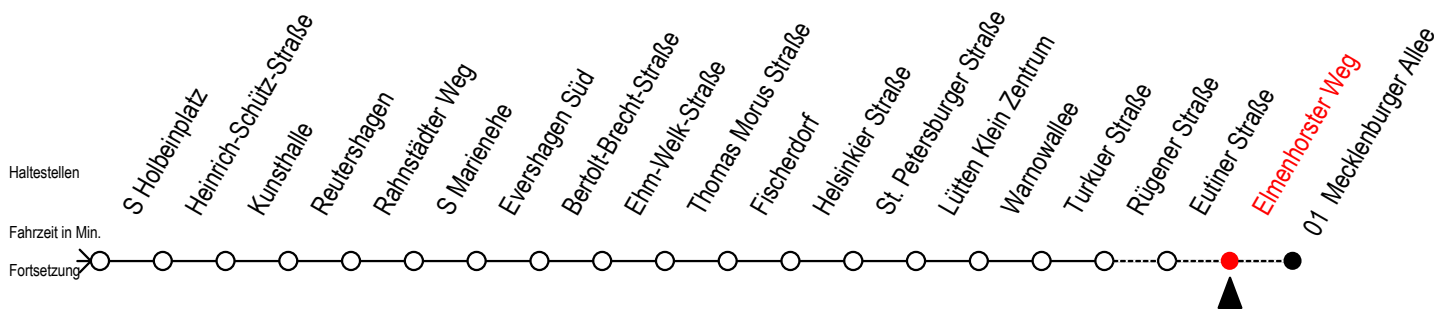 Haltestellen
S Holbeinplatz
Heinrich-Schütz-Straße
Kunsthalle
Reutershagen
Rahnstädter Weg
S Marienehe
Evershagen Süd
Bertolt-Brecht-Straße
Ehm-Welk-Straße
Thomas Morus Straße
Fischerdorf
Helsinkier Straße
St. Petersburger Straße
Lütten Klein Zentrum
Warnowallee
Turkuer Straße
Rügener Straße
Eutiner Straße
Elmenhorster Weg
01 Mecklenburger Allee
Fahrzeit in Min.
Fortsetzung